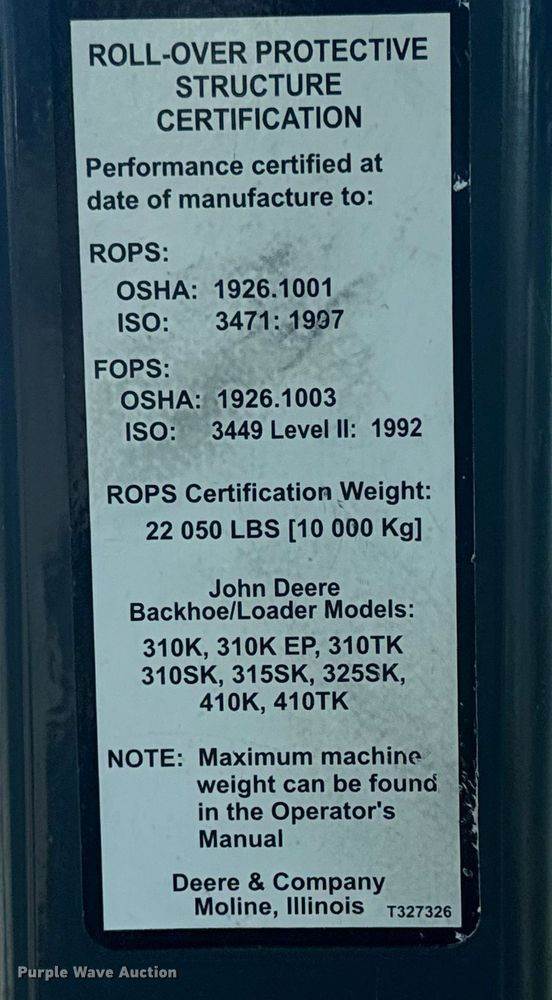 ROLL-OVER PROTECTIVE
STRUCTURE
CERTIFICATION
Performance certified at
date of manufacture to:
ROPS:
OSHA: 1926.1001
ISO: 3471: 1997
FOPS:
OSHA: 1926.1003
ISO: 3449 Level II: 1992
ROPS Certification Weight:
22 050 LBS [10 000 Kg]
John Deere
Backhoe/Loader Models:
310K, 310K EP, 310TK
310SK, 315SK, 325SK,
410K, 410TK
NOTE: Maximum machine
weight can be found
in the Operator's
Manual
Deere & Company
Moline, Illinois T327326
Purple Wave Auction